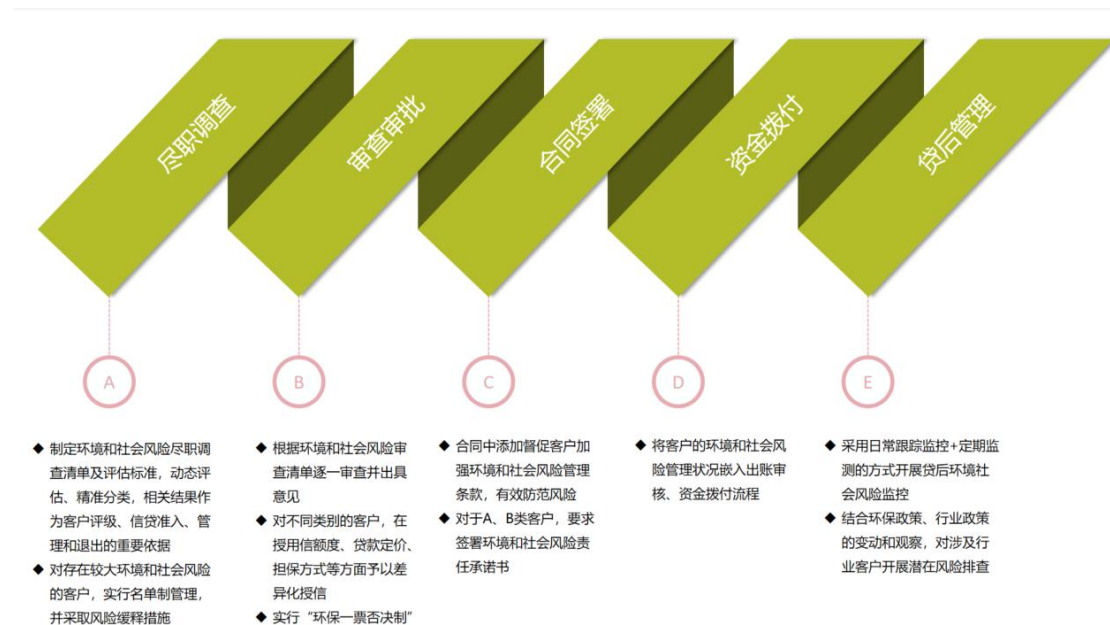 尽职调查
审查审批
合同签署
资金拨付
贷后管理
A
B
C
D
E
◆ 制定环境和社会风险尽职调
查清单及评估标准，动态评
估、精准分类，相关结果作
为客户评级、信贷准入、管
理和退出的重要依据
◆ 对存在较大环境和社会风险
的客户，实行名单制管理，
并采取风险缓释措施
◆ 根据环境和社会风险审
查清单逐一审查并出具
意见
◆ 对不同类别的客户，在
授用信额度、贷款定价、
担保方式等方面予以差
异化授信
◆ 实行“环保一票否决制”
◆ 合同中添加督促客户加
强环境和社会风险管理
条款，有效防范风险
◆ 对于A、B类客户，要求
签署环境和社会风险责
任承诺书
◆ 将客户的环境和社会风
险管理状况嵌入出账审
核、资金拨付流程
◆ 采用日常跟踪监控+定期监
测的方式开展贷后环境社
会风险监控
◆ 结合环保政策、行业政策
的变动和观察，对涉及行
业客户开展潜在风险排查